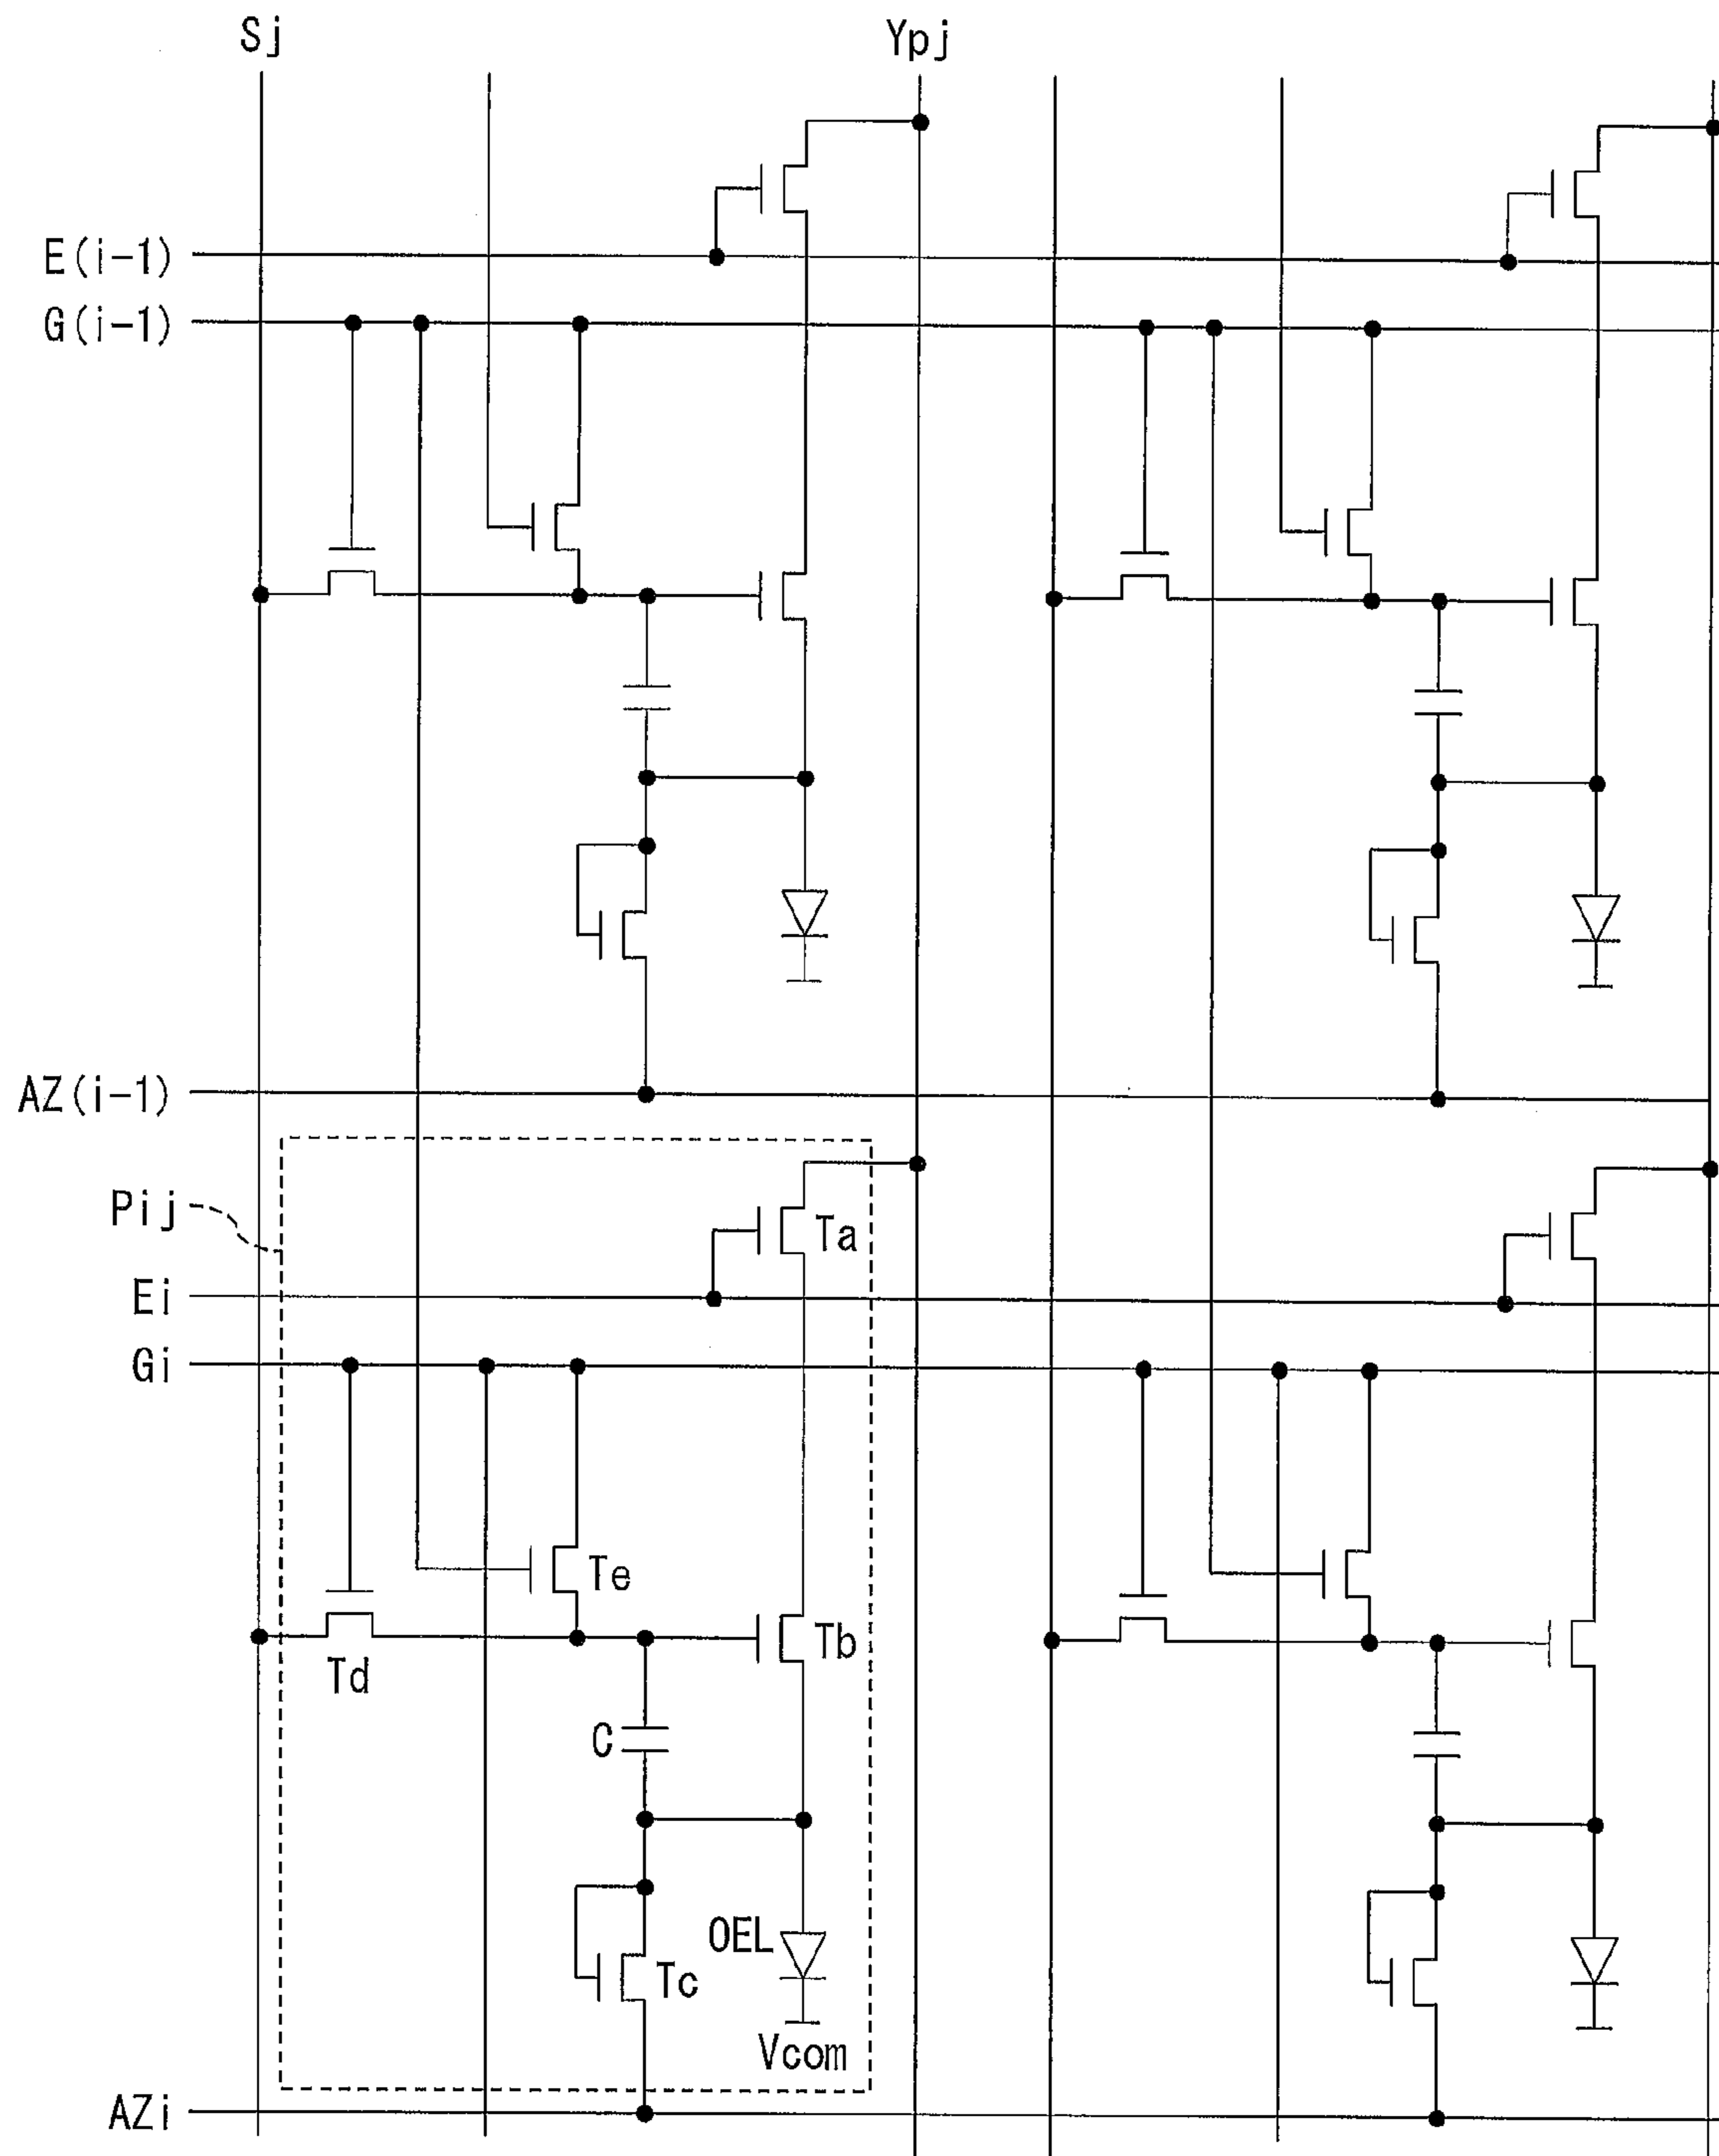 Sj
Ypj
E(i-1)
G(i-1)
AZ(i-1)
Pij
Ta
Ei
Gi
Te
Tb
Td
C
OEL
Tc
Vcom
AZi